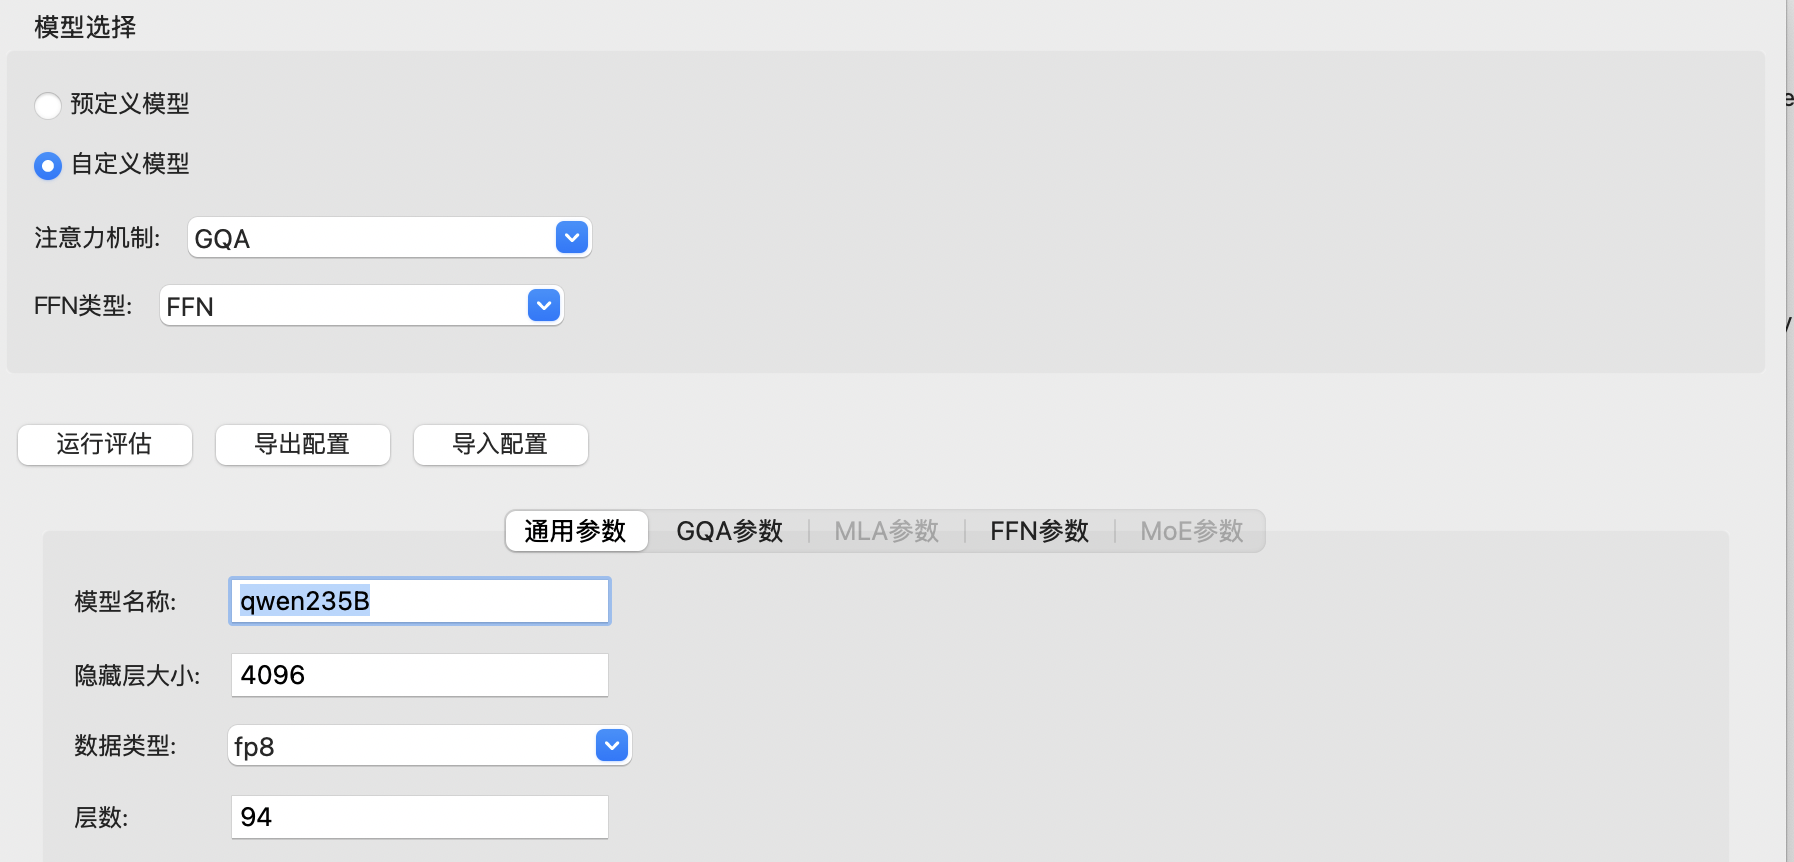 模型选择
预定义模型
自定义模型
注意力机制: GQA
FFN类型: FFN
运行评估 导出配置 导入配置
通用参数 GQA参数 MLA参数 FFN参数 MoE参数
模型名称: qwen235B
隐藏层大小: 4096
数据类型: fp8
层数: 94